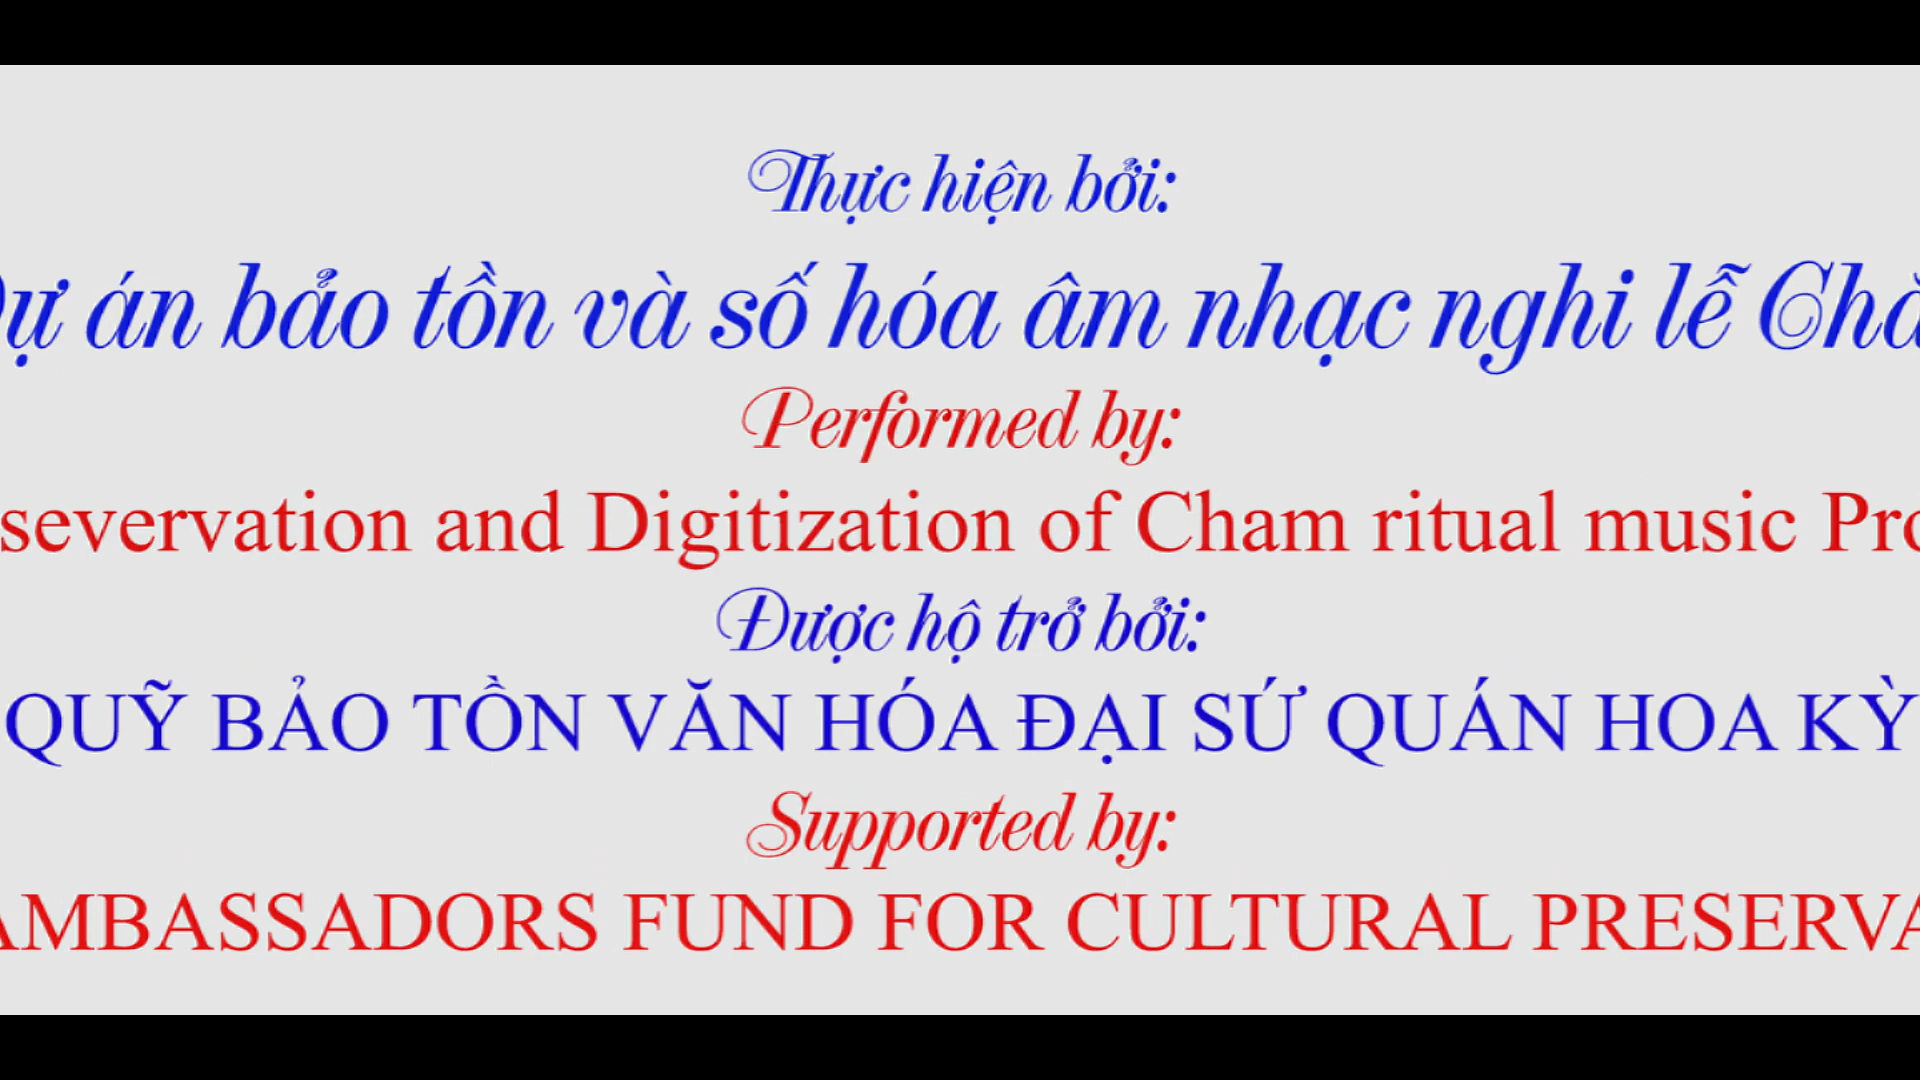 Thực hiện bởi:
ự án bảo tồn và số hóa âm nhạc nghi lễ Chă
Performed by:
severvation and Digitization of Cham ritual music Pro
Được hộ trở bởi:
QUỸ BẢO TỒN VĂN HÓA ĐẠI SỨ QUÁN HOA KỲ
Supported by:
AMBASSADORS FUND FOR CULTURAL PRESERVA